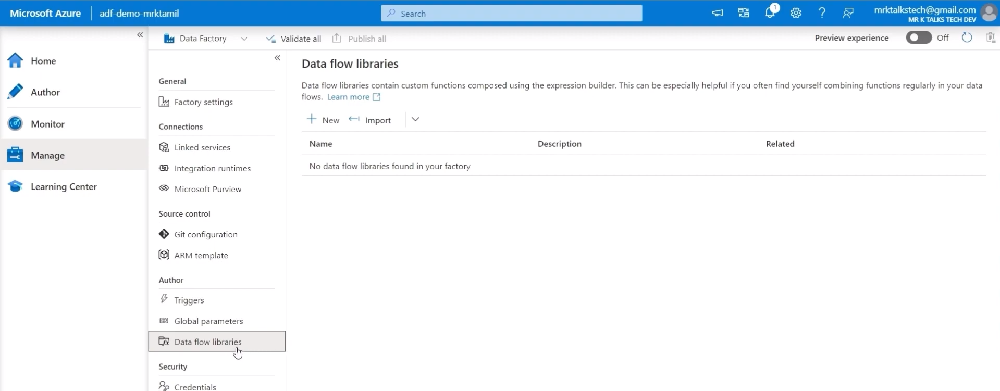 Microsoft Azure
adf-demo-mrktamil
Search
1
mrktalkstech@gmail.com
MR K TALKS TECH DEV
Home
Author
Monitor
Manage
Learning Center
Data Factory
Validate all
Publish all
Preview experience
Off
General
Factory settings
Connections
Linked services
Integration runtimes
Microsoft Purview
Source control
Git configuration
ARM template
Author
Triggers
Global parameters
Data flow libraries
Security
Credentials
Data flow libraries
Data flow libraries contain custom functions composed using the expression builder. This can be especially helpful if you often find yourself combining functions regularly in your data
flows. Learn more
New
Import
Name Description Related
No data flow libraries found in your factory